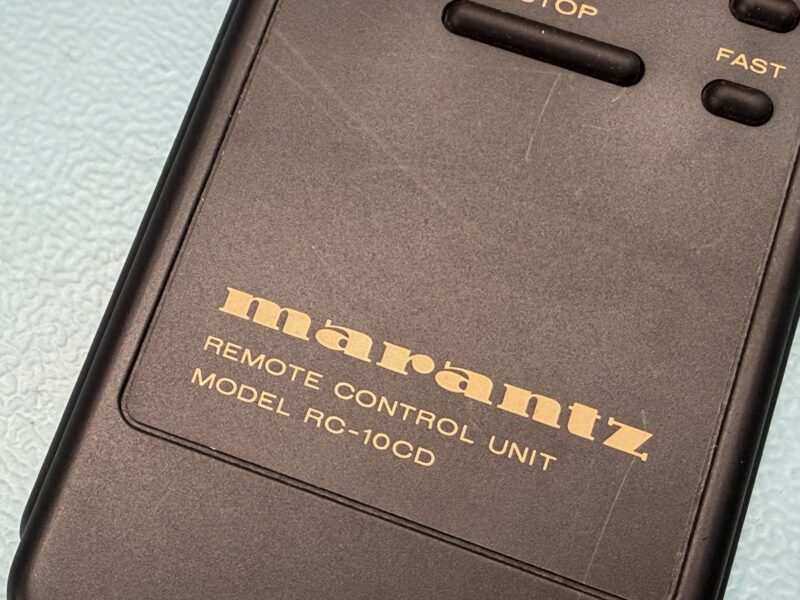 STOP
FAST
marantz
REMOTE CONTROL UNIT
MODEL RC-10CD